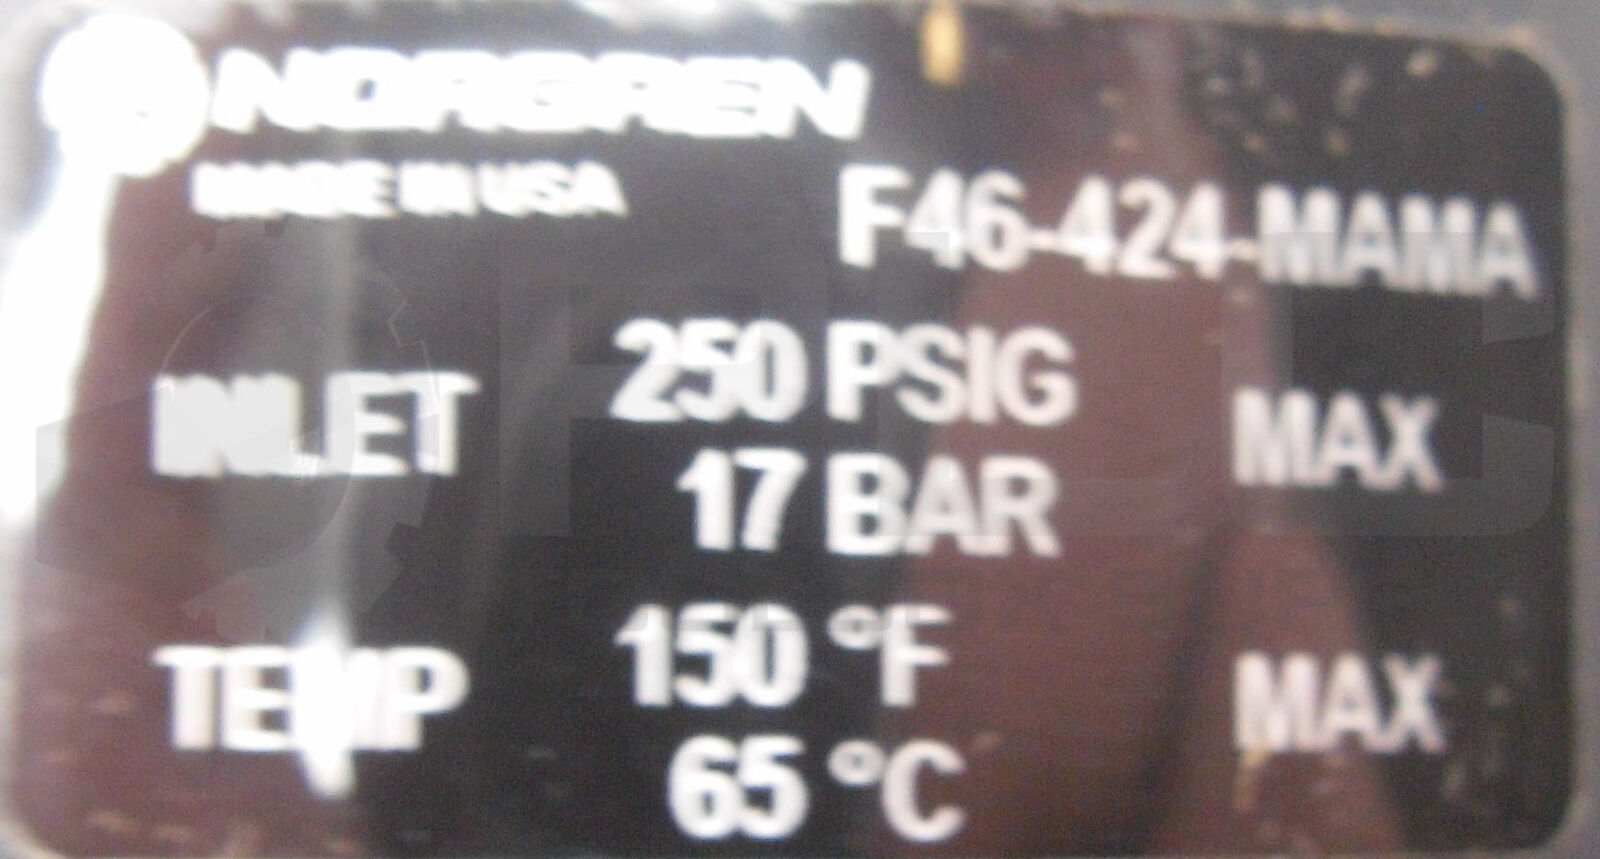 NORGREN
MADE IN USA
F46-424-MAMA
INLET 250 PSIG MAX
17 BAR
TEMP 150 °F MAX
65 °C